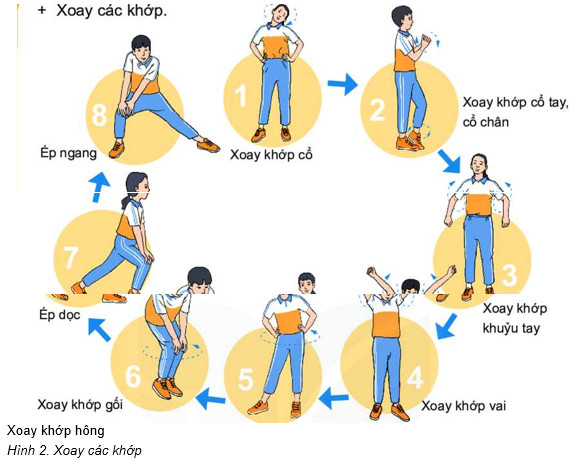 + Xoay các khớp.
1
Xoay khớp cổ
2
Xoay khớp cổ tay,
cổ chân
3
Xoay khớp
khuỷu tay
4
Xoay khớp vai
5
6
Xoay khớp gối
7
Ép dọc
8
Ép ngang
Xoay khớp hông
Hình 2. Xoay các khớp